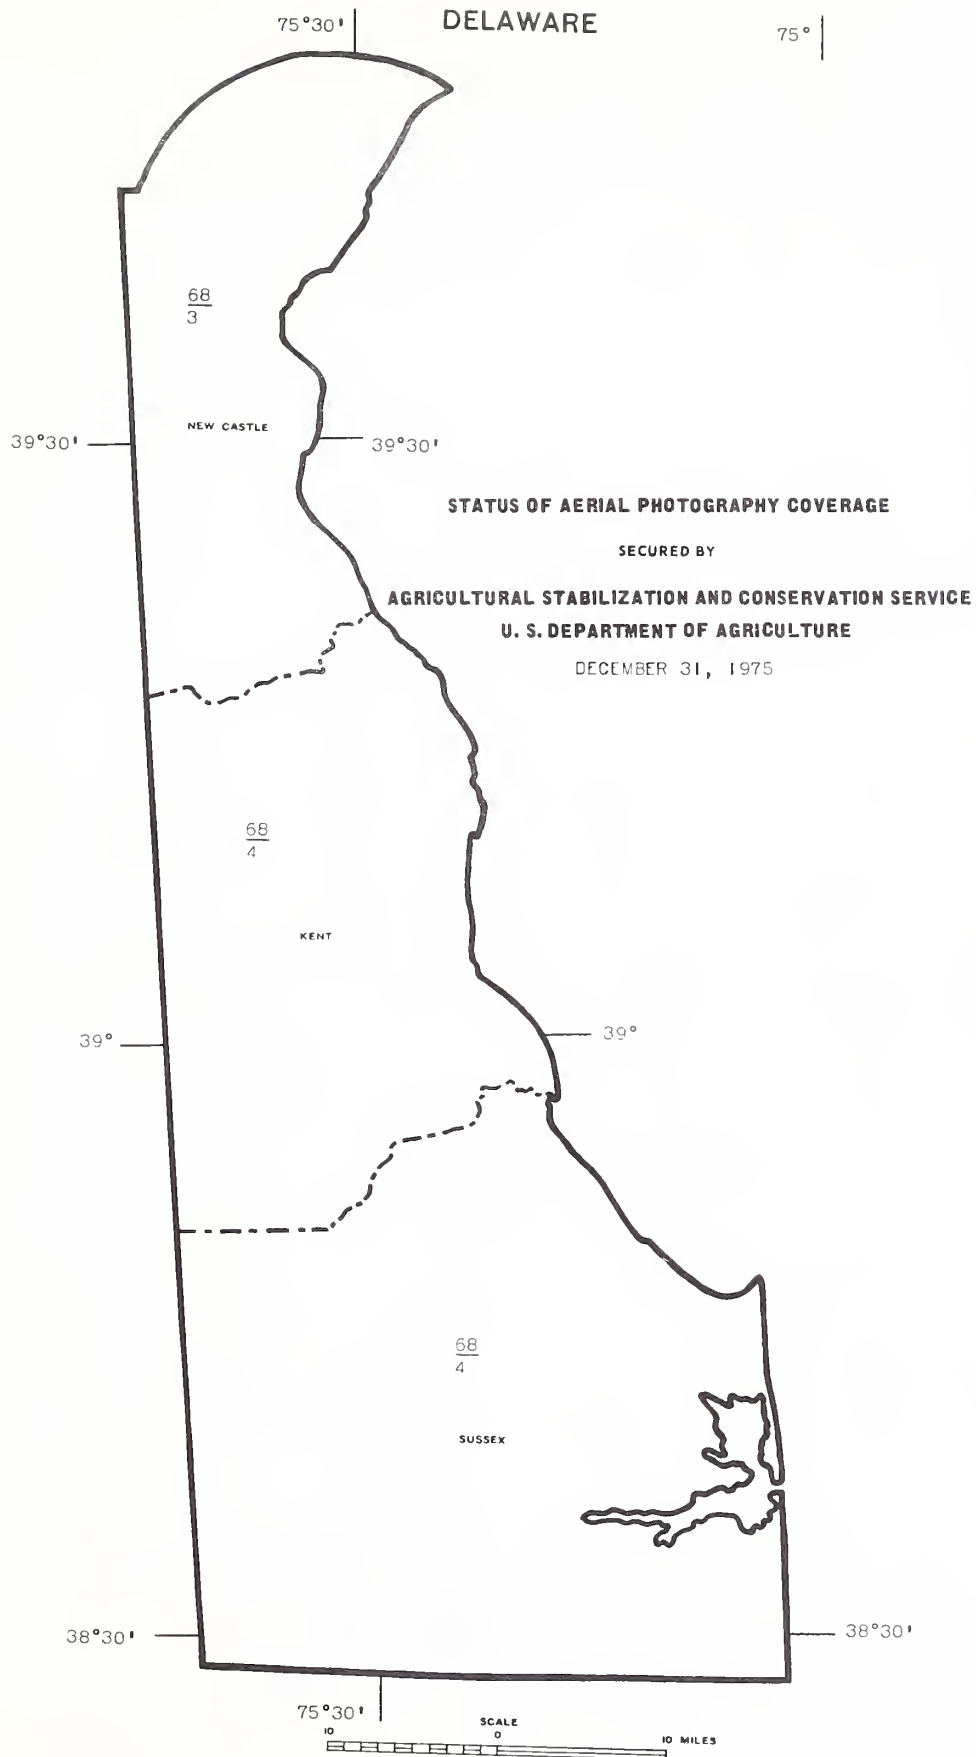 DELAWARE
75°30'
75°
68
3
NEW CASTLE
39°30'
39°30'
STATUS OF AERIAL PHOTOGRAPHY COVERAGE
SECURED BY
AGRICULTURAL STABILIZATION AND CONSERVATION SERVICE
U. S. DEPARTMENT OF AGRICULTURE
DECEMBER 31, 1975
68
4
KENT
39°
39°
68
4
SUSSEX
38°30'
38°30'
75°30'
SCALE
10 0 10 MILES